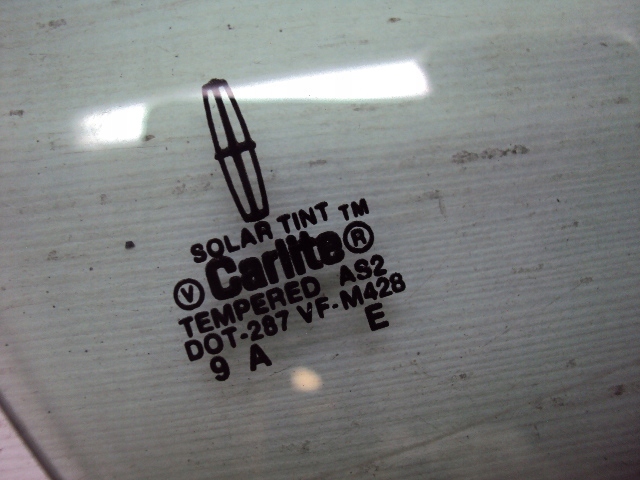 SOLAR TINT TM
V Carlite ®
TEMPERED AS2
DOT-287 VF-M428
9 A E